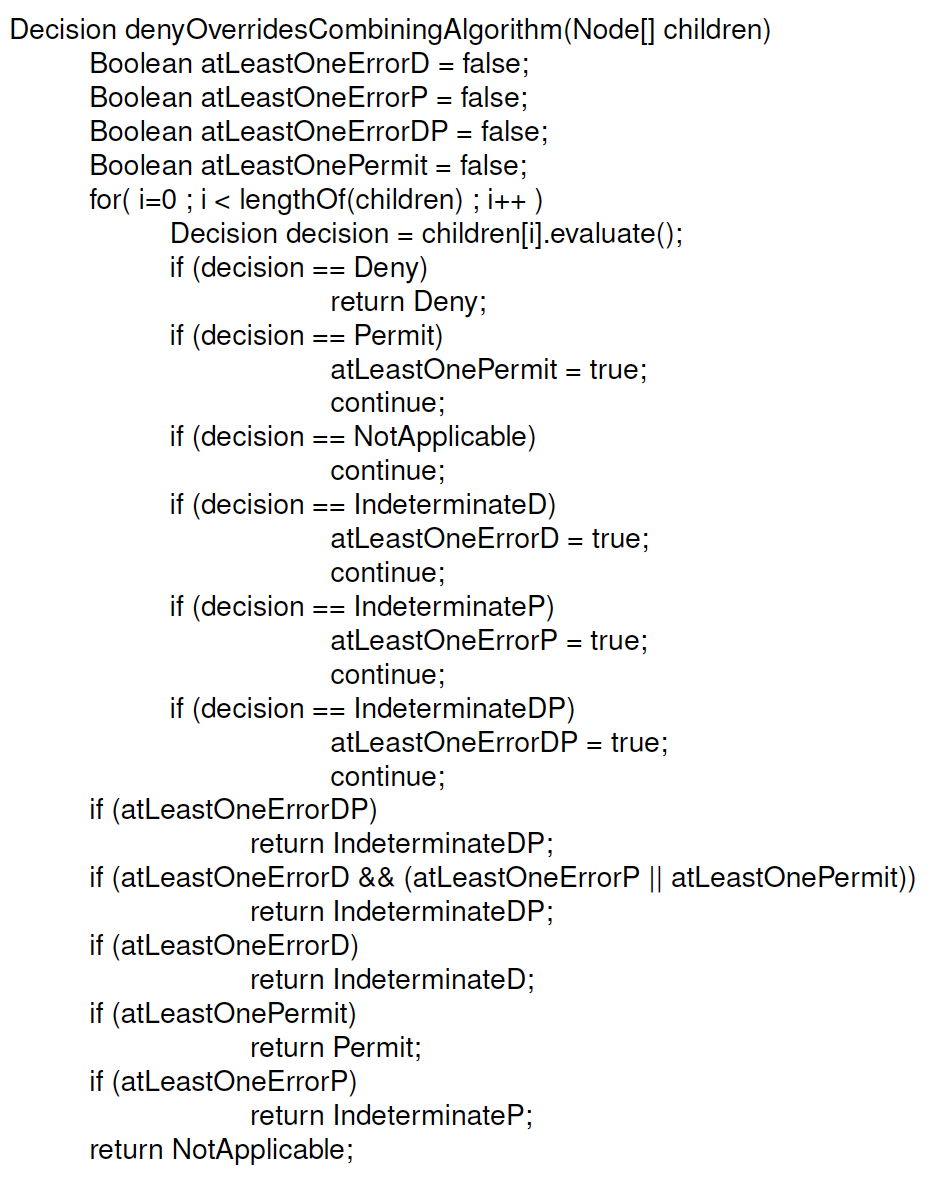 Decision denyOverridesCombiningAlgorithm(Node[] children)
Boolean atLeastOneErrorD = false;
Boolean atLeastOneErrorP = false;
Boolean atLeastOneErrorDP = false;
Boolean atLeastOnePermit = false;
for( i=0 ; i < lengthOf(children) ; i++ )
Decision decision = children[i].evaluate();
if (decision == Deny)
return Deny;
if (decision == Permit)
atLeastOnePermit = true;
continue;
if (decision == NotApplicable)
continue;
if (decision == IndeterminateD)
atLeastOneErrorD = true;
continue;
if (decision == IndeterminateP)
atLeastOneErrorP = true;
continue;
if (decision == IndeterminateDP)
atLeastOneErrorDP = true;
continue;
if (atLeastOneErrorDP)
return IndeterminateDP;
if (atLeastOneErrorD && (atLeastOneErrorP || atLeastOnePermit))
return IndeterminateDP;
if (atLeastOneErrorD)
return IndeterminateD;
if (atLeastOnePermit)
return Permit;
if (atLeastOneErrorP)
return IndeterminateP;
return NotApplicable;